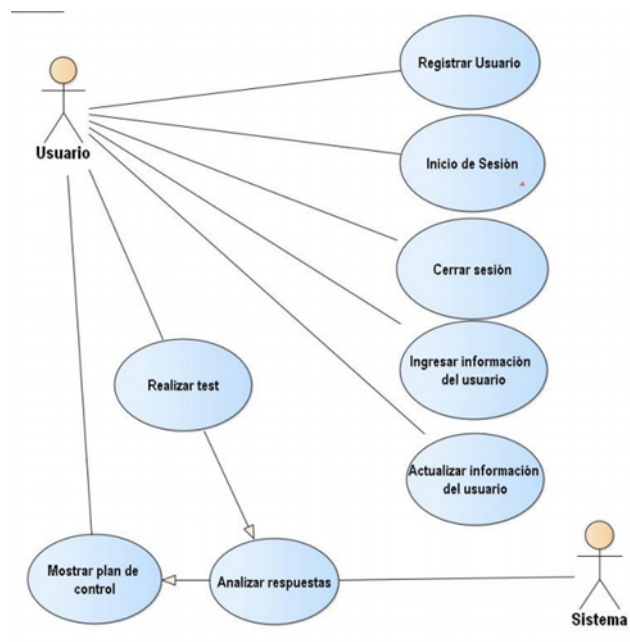 Registrar Usuario
Usuario
Inicio de Sesiòn
Cerrar sesiòn
Ingresar informaciòn
del usuario
Realizar test
Actualizar informaciòn
del usuario
Mostrar plan de
control
Analizar respuestas
Sistema